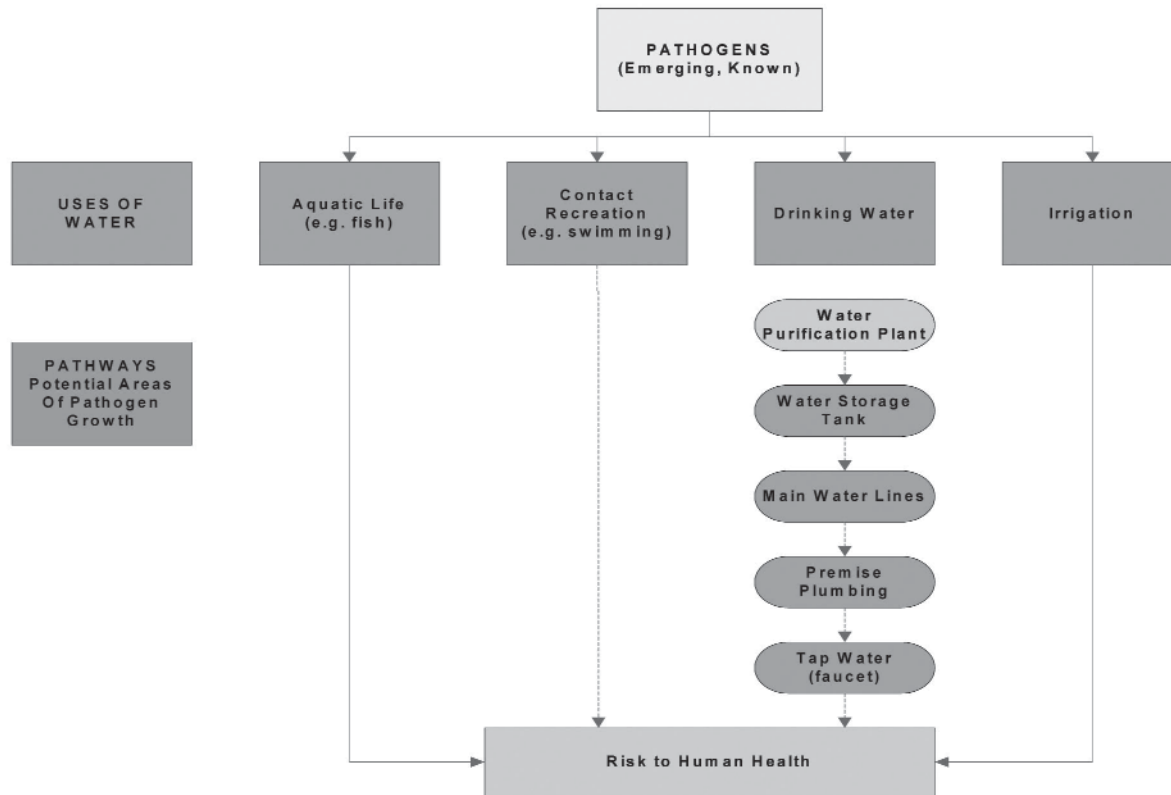 PATHOGENS
(Emerging, Known)
USES OF
WATER
Aquatic Life
(e.g. fish)
Contact
Recreation
(e.g. swimming)
Drinking Water
Irrigation
PATHWAYS
Potential Areas
Of Pathogen
Growth
Water
Purification Plant
Water Storage
Tank
Main Water Lines
Premise
Plumbing
Tap Water
(faucet)
Risk to Human Health